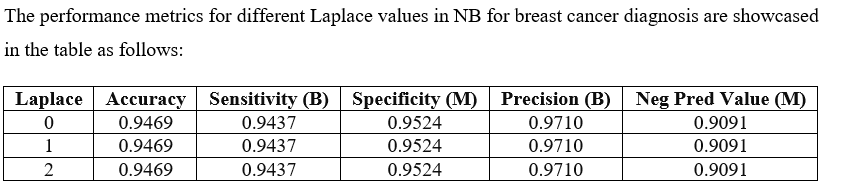 The performance metrics for different Laplace values in NB for breast cancer diagnosis are showcased
in the table as follows:
Laplace Accuracy Sensitivity (B) Specificity (M) Precision (B) Neg Pred Value (M)
0 0.9469 0.9437 0.9524 0.9710 0.9091
1 0.9469 0.9437 0.9524 0.9710 0.9091
2 0.9469 0.9437 0.9524 0.9710 0.9091